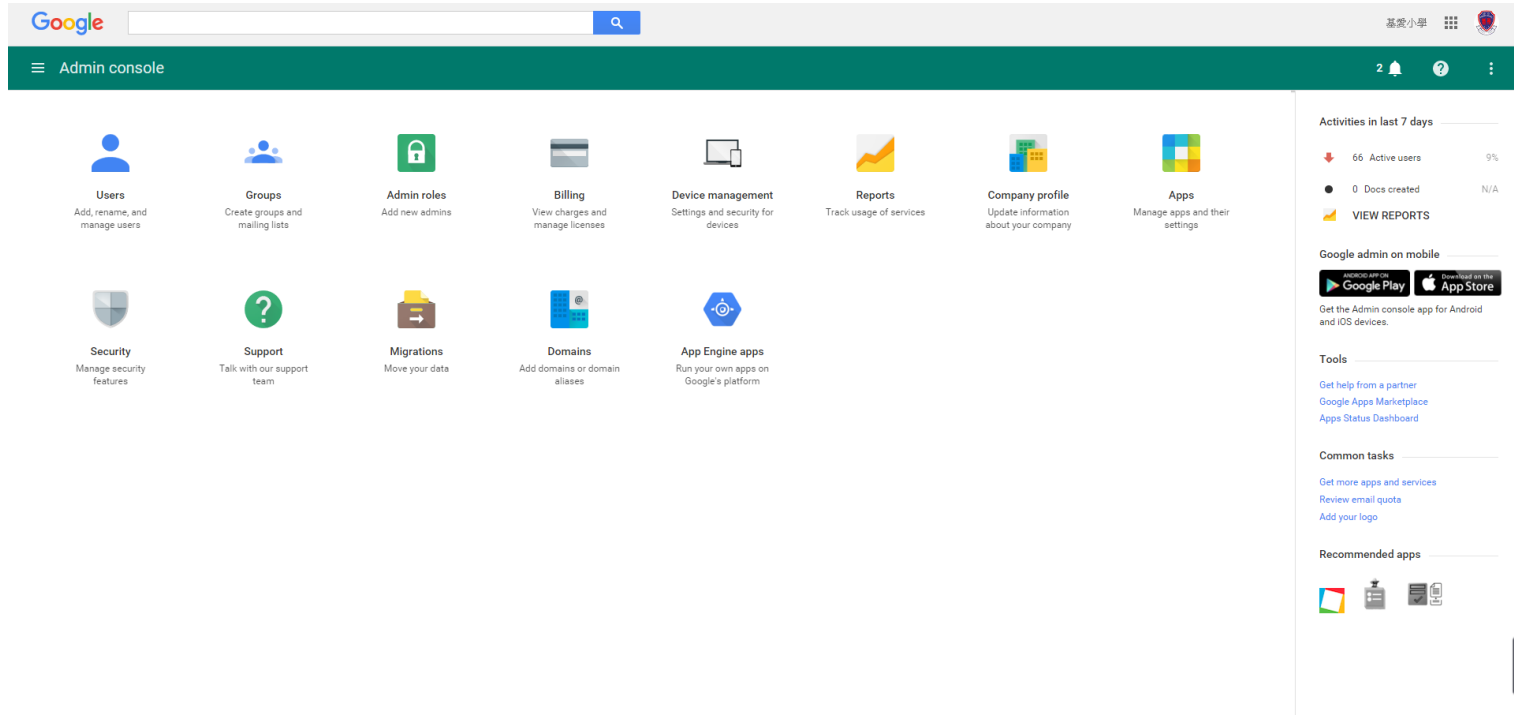 Google
基愛小學
Admin console
2
Users
Add, rename, and
manage users
Groups
Create groups and
mailing lists
Admin roles
Add new admins
Billing
View charges and
manage licenses
Device management
Settings and security for
devices
Reports
Track usage of services
Company profile
Update information
about your company
Apps
Manage apps and their
settings
Security
Manage security
features
Support
Talk with our support
team
Migrations
Move your data
Domains
Add domains or domain
aliases
App Engine apps
Run your own apps on
Google's platform
Activities in last 7 days
66 Active users 9%
0 Docs created N/A
VIEW REPORTS
Google admin on mobile
ANDROID APP ON
Google Play
Download on the
App Store
Get the Admin console app for Android
and iOS devices.
Tools
Get help from a partner
Google Apps Marketplace
Apps Status Dashboard
Common tasks
Get more apps and services
Review email quota
Add your logo
Recommended apps